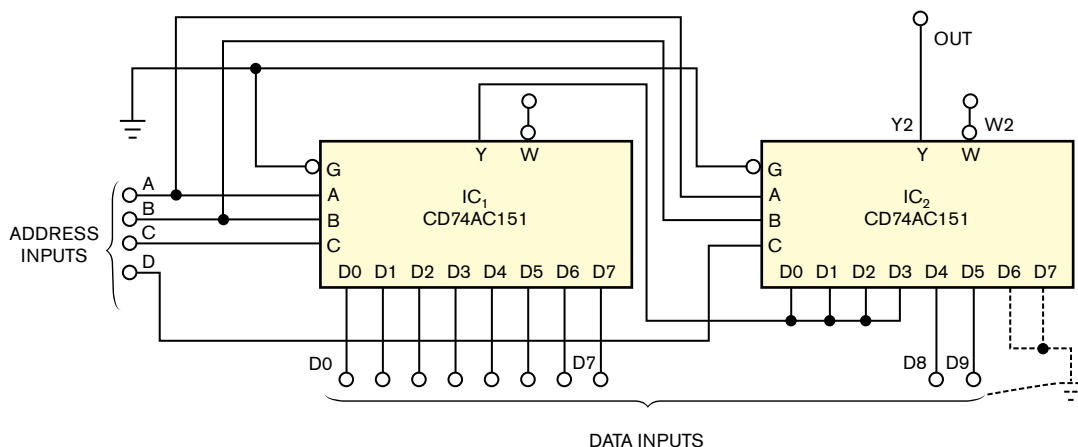 OUT
Y2
W2
Y W
Y W
G
A
B
C
IC1
CD74AC151
D0 D1 D2 D3 D4 D5 D6 D7
G
A
B
C
IC2
CD74AC151
D0 D1 D2 D3 D4 D5 D6 D7
ADDRESS
INPUTS
A
B
C
D
D0
D7
D8
D9
DATA INPUTS